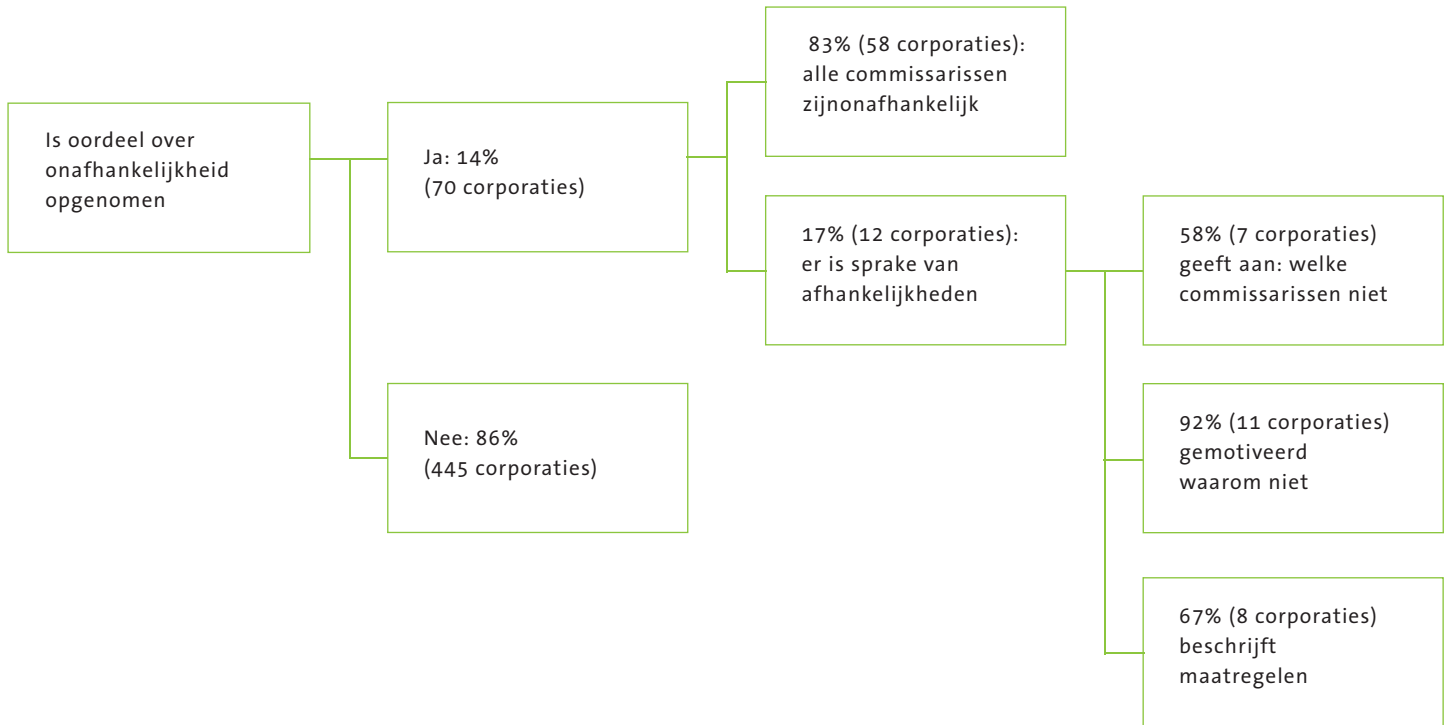 Is oordeel over
onafhankelijkheid
opgenomen
Ja: 14%
(70 corporaties)
Nee: 86%
(445 corporaties)
83% (58 corporaties):
alle commissarissen
zijnonafhankelijk
17% (12 corporaties):
er is sprake van
afhankelijkheden
58% (7 corporaties)
geeft aan: welke
commissarissen niet
92% (11 corporaties)
gemotiveerd
waarom niet
67% (8 corporaties)
beschrijft
maatregelen